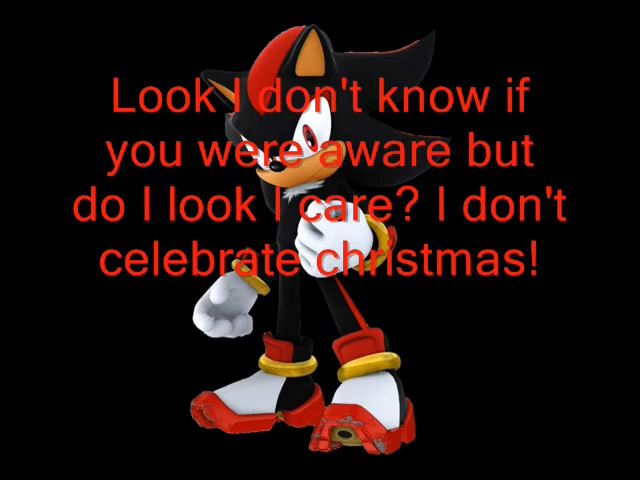 Look I don't know if
you were aware but
do I look I care? I don't
celebrate christmas!